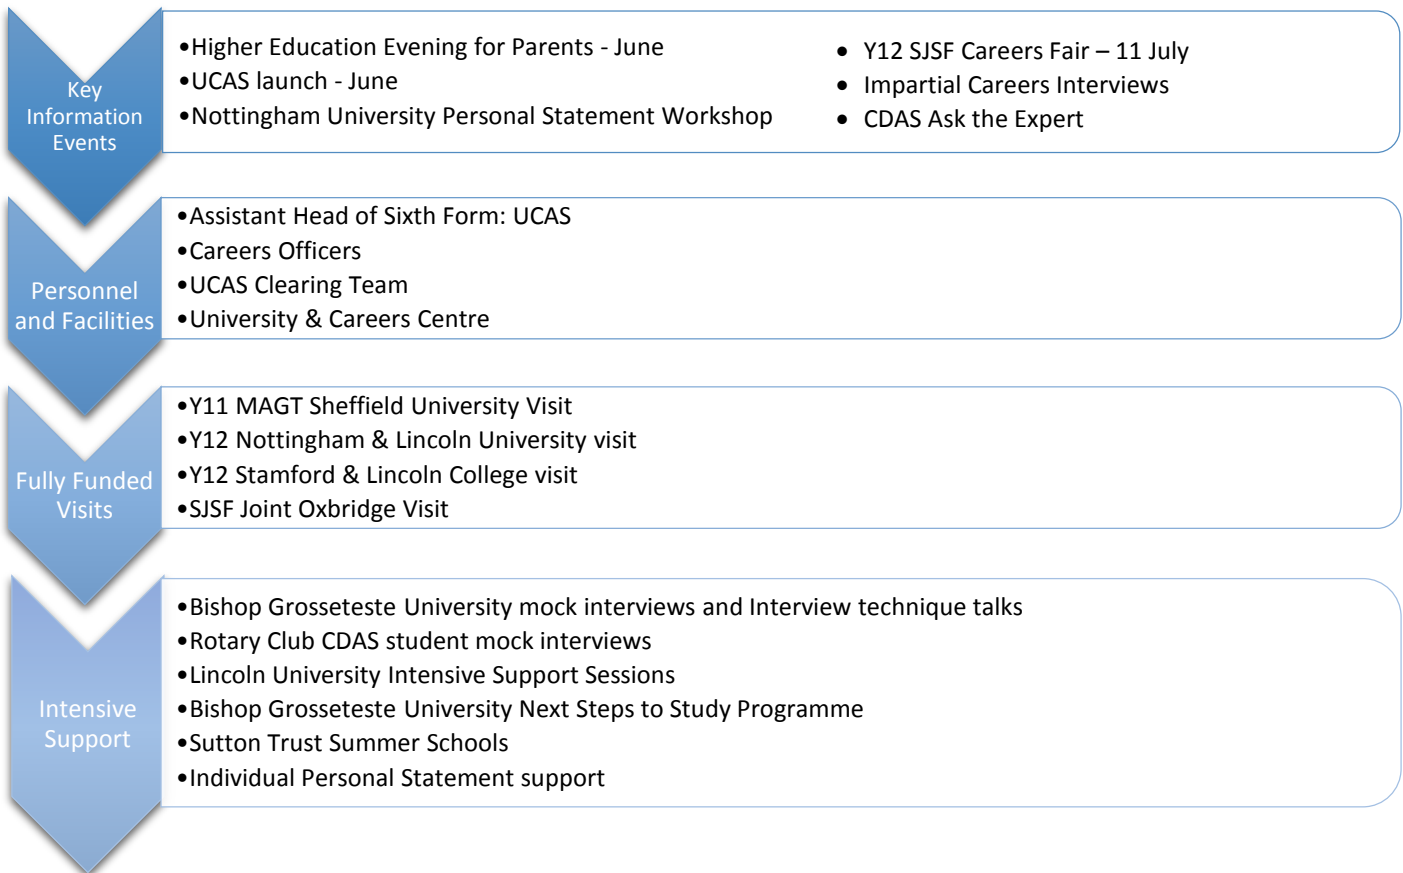 Key
Information
Events
•Higher Education Evening for Parents - June
•UCAS launch - June
•Nottingham University Personal Statement Workshop
• Y12 SJSF Careers Fair – 11 July
• Impartial Careers Interviews
• CDAS Ask the Expert
Personnel
and Facilities
•Assistant Head of Sixth Form: UCAS
•Careers Officers
•UCAS Clearing Team
•University & Careers Centre
Fully Funded
Visits
•Y11 MAGT Sheffield University Visit
•Y12 Nottingham & Lincoln University visit
•Y12 Stamford & Lincoln College visit
•SJSF Joint Oxbridge Visit
Intensive
Support
•Bishop Grosseteste University mock interviews and Interview technique talks
•Rotary Club CDAS student mock interviews
•Lincoln University Intensive Support Sessions
•Bishop Grosseteste University Next Steps to Study Programme
•Sutton Trust Summer Schools
•Individual Personal Statement support